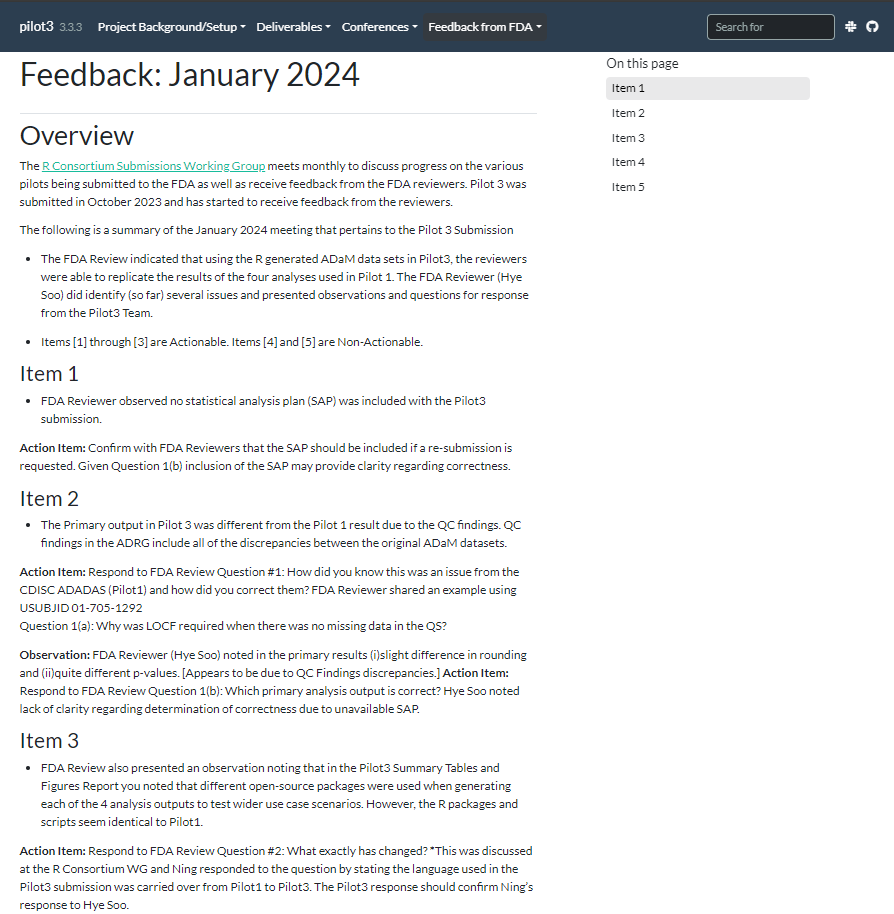 pilot3 3.3.3 Project Background/Setup Deliverables Conferences Feedback from FDA Search for
Feedback: January 2024
On this page
Item 1
Item 2
Item 3
Item 4
Item 5
Overview
The R Consortium Submissions Working Group meets monthly to discuss progress on the various
pilots being submitted to the FDA as well as receive feedback from the FDA reviewers. Pilot 3 was
submitted in October 2023 and has started to receive feedback from the reviewers.
The following is a summary of the January 2024 meeting that pertains to the Pilot 3 Submission
• The FDA Review indicated that using the R generated ADaM data sets in Pilot3, the reviewers
were able to replicate the results of the four analyses used in Pilot 1. The FDA Reviewer (Hye
Soo) did identify (so far) several issues and presented observations and questions for response
from the Pilot3 Team.
• Items [1] through [3] are Actionable. Items [4] and [5] are Non-Actionable.
Item 1
• FDA Reviewer observed no statistical analysis plan (SAP) was included with the Pilot3
submission.
Action Item: Confirm with FDA Reviewers that the SAP should be included if a re-submission is
requested. Given Question 1(b) inclusion of the SAP may provide clarity regarding correctness.
Item 2
• The Primary output in Pilot 3 was different from the Pilot 1 result due to the QC findings. QC
findings in the ADRG include all of the discrepancies between the original ADaM datasets.
Action Item: Respond to FDA Review Question #1: How did you know this was an issue from the
CDISC ADADAS (Pilot1) and how did you correct them? FDA Reviewer shared an example using
USUBJID 01-705-1292
Question 1(a): Why was LOCF required when there was no missing data in the QS?
Observation: FDA Reviewer (Hye Soo) noted in the primary results (i)slight difference in rounding
and (ii)quite different p-values. [Appears to be due to QC Findings discrepancies.] Action Item:
Respond to FDA Review Question 1(b): Which primary analysis output is correct? Hye Soo noted
lack of clarity regarding determination of correctness due to unavailable SAP.
Item 3
• FDA Review also presented an observation noting that in the Pilot3 Summary Tables and
Figures Report you noted that different open-source packages were used when generating
each of the 4 analysis outputs to test wider use case scenarios. However, the R packages and
scripts seem identical to Pilot1.
Action Item: Respond to FDA Review Question #2: What exactly has changed? *This was discussed
at the R Consortium WG and Ning responded to the question by stating the language used in the
Pilot3 submission was carried over from Pilot1 to Pilot3. The Pilot3 response should confirm Ning's
response to Hye Soo.